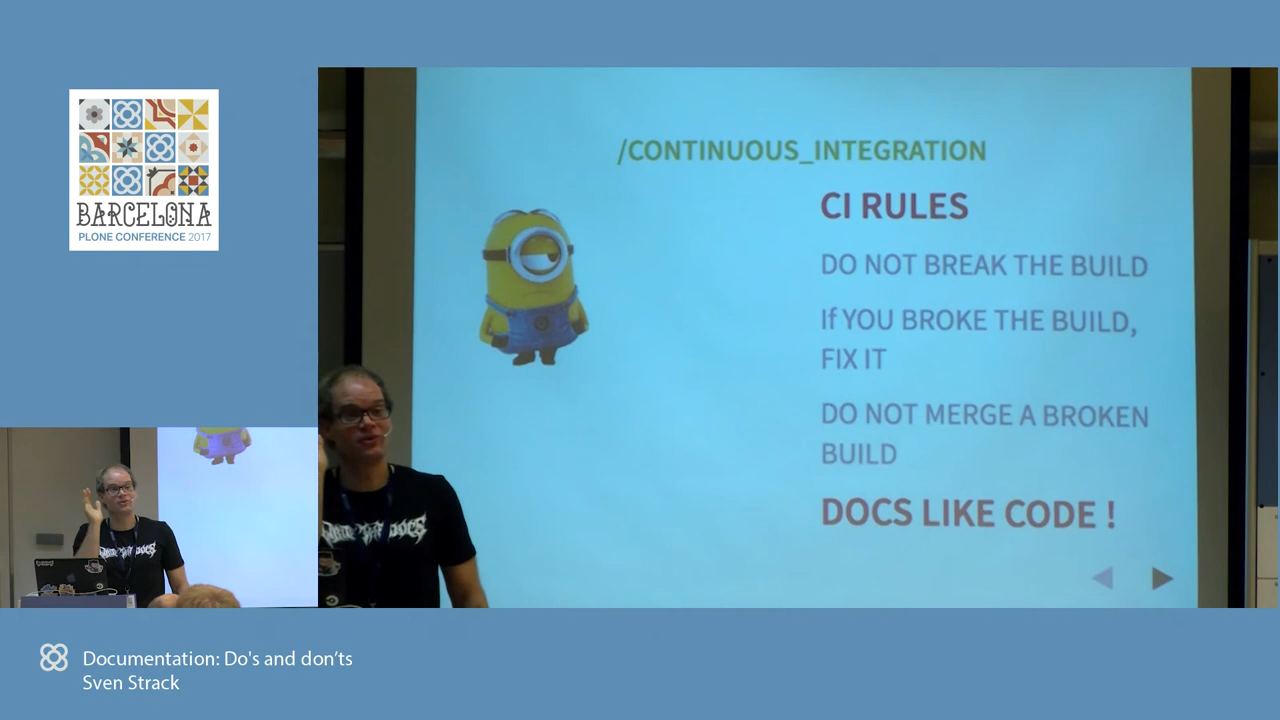 BARCELONA
PLONE CONFERENCE 2017
/CONTINUOUS_INTEGRATION
CI RULES
DO NOT BREAK THE BUILD
If YOU BROKE THE BUILD,
FIX IT
DO NOT MERGE A BROKEN
BUILD
DOCS LIKE CODE !
DOCS
Documentation: Do's and don'ts
Sven Strack